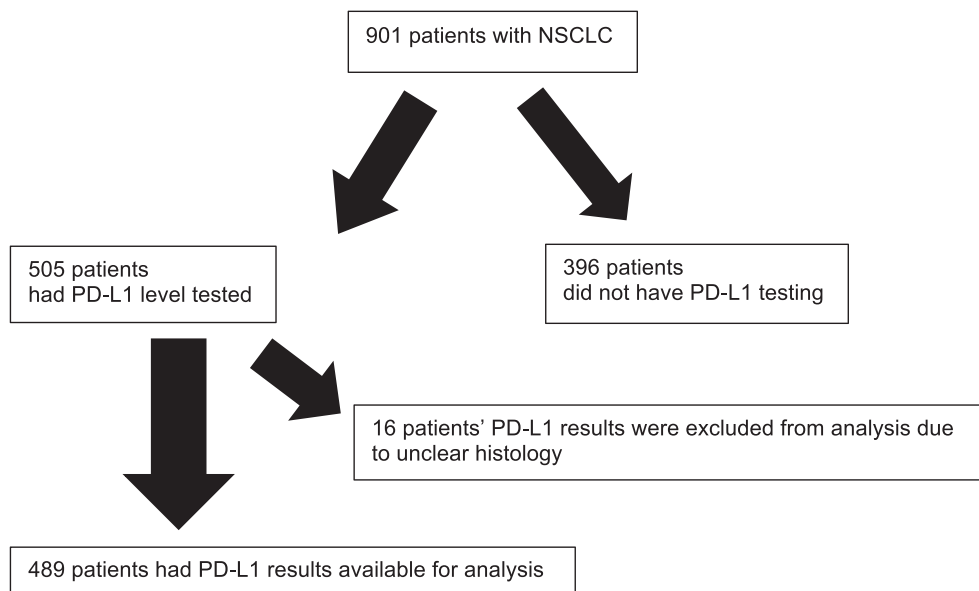 901 patients with NSCLC
505 patients
had PD-L1 level tested
396 patients
did not have PD-L1 testing
16 patients’ PD-L1 results were excluded from analysis due
to unclear histology
489 patients had PD-L1 results available for analysis